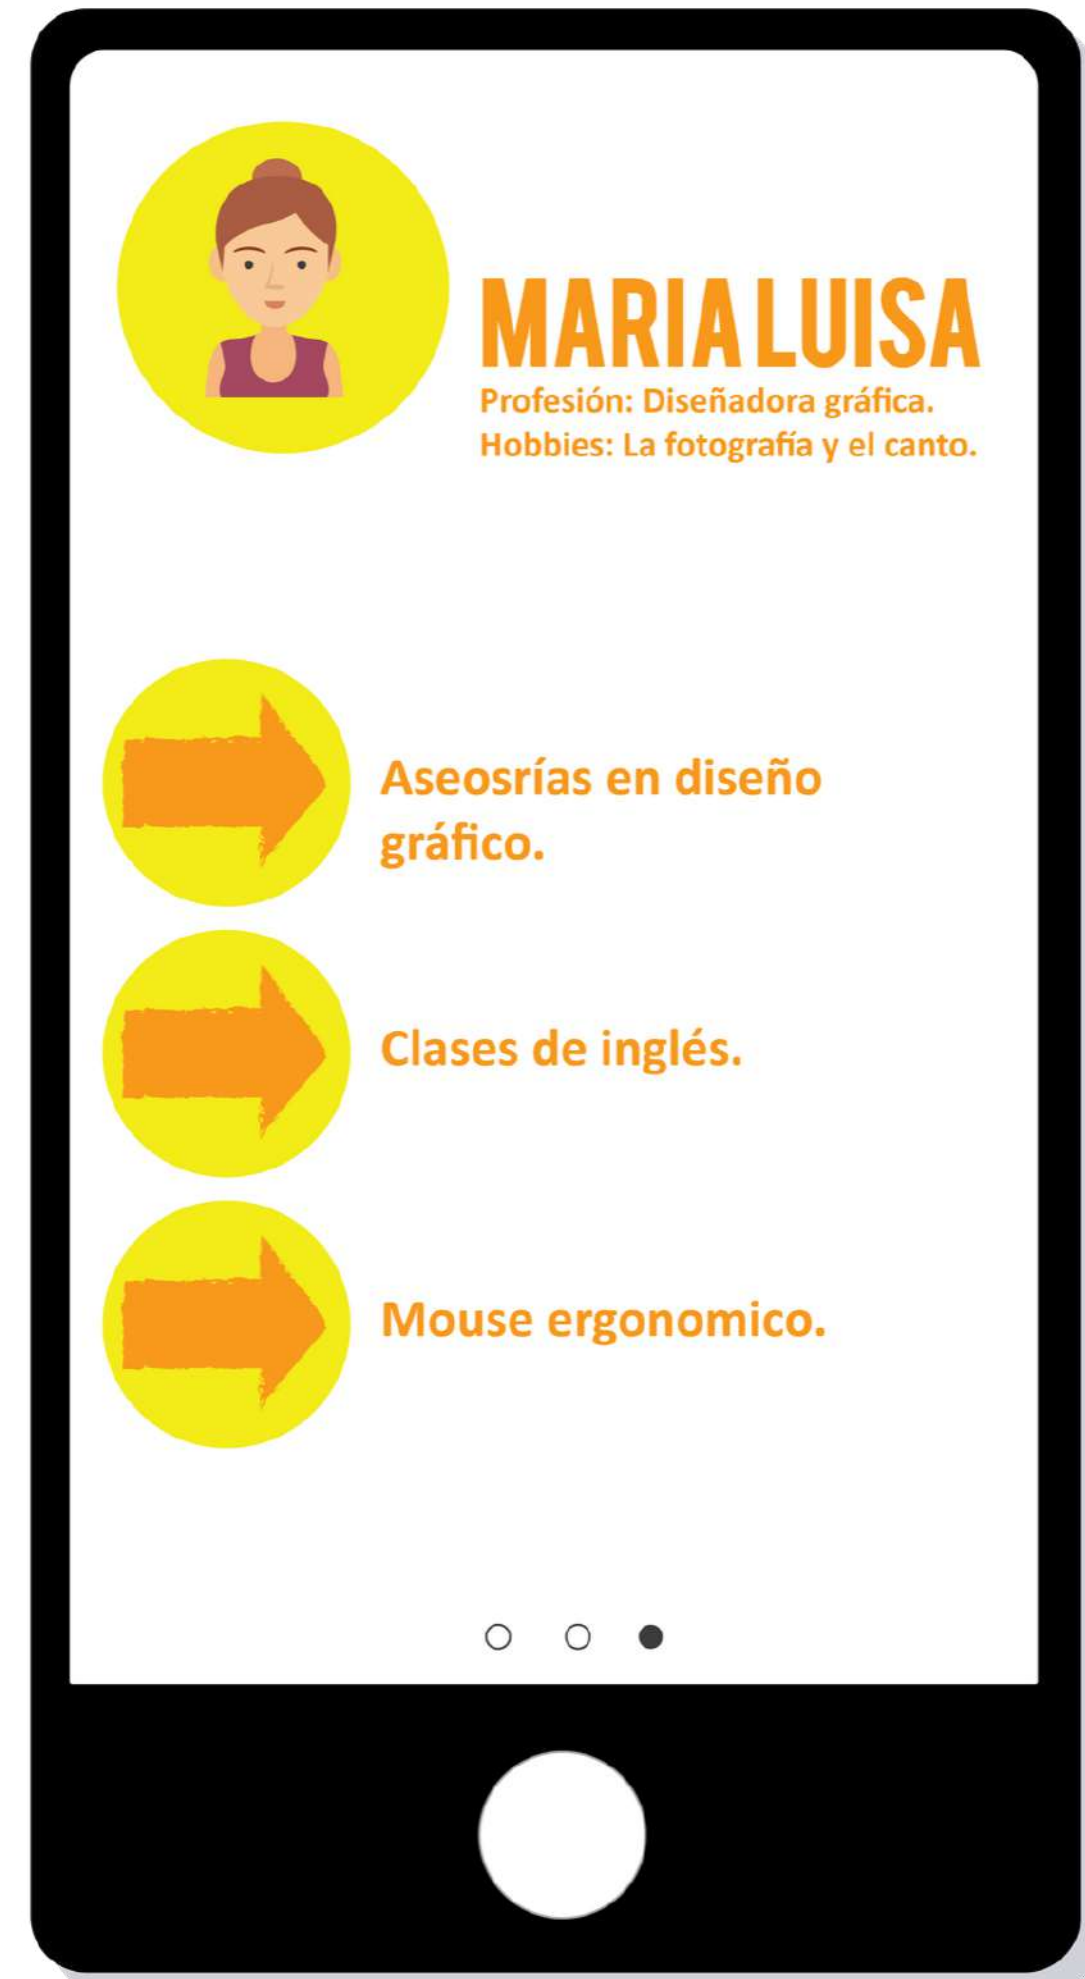 MARIA LUISA
Profesión: Diseñadora gráfica.
Hobbies: La fotografía y el canto.
Aseosrías en diseño
gráfico.
Clases de inglés.
Mouse ergonomico.